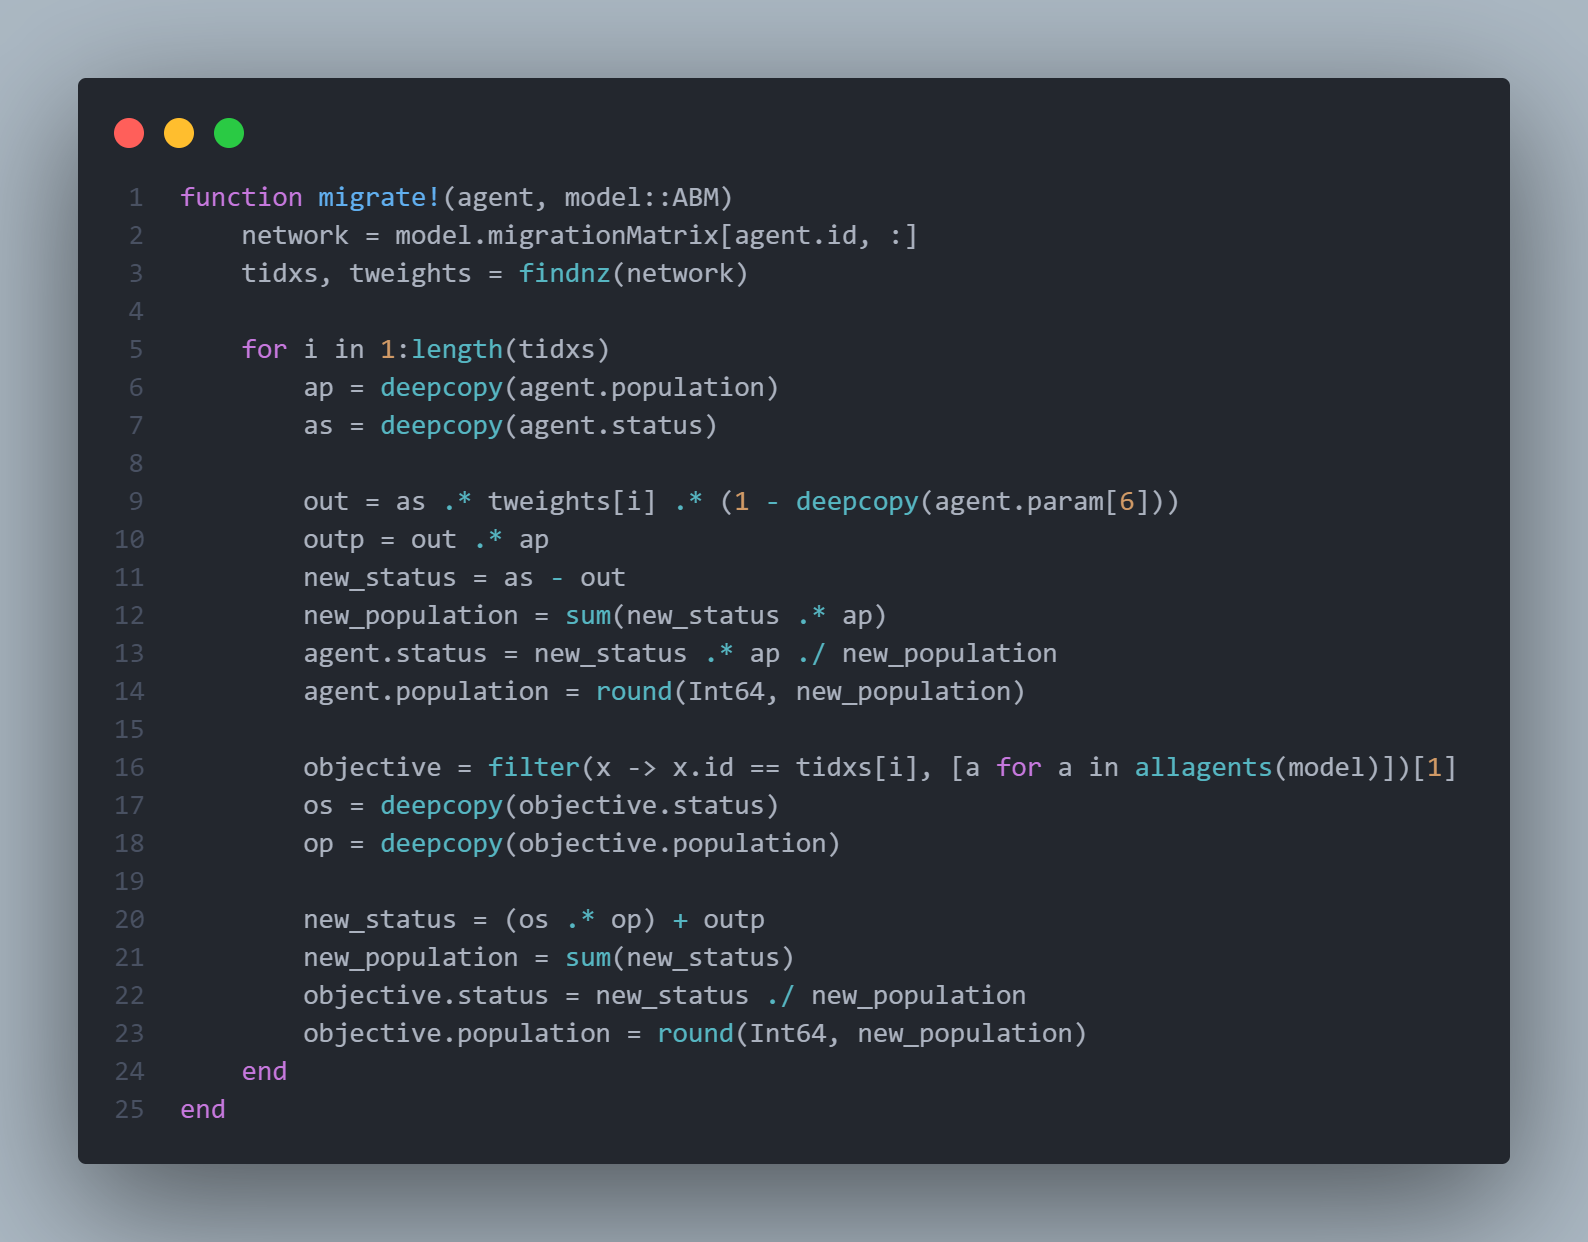 1 function migrate!(agent, model::ABM)
2     network = model.migrationMatrix[agent.id, :]
3     tidxs, tweights = findnz(network)
4
5     for i in 1:length(tidxs)
6         ap = deepcopy(agent.population)
7         as = deepcopy(agent.status)
8
9         out = as .* tweights[i] .* (1 - deepcopy(agent.param[6]))
10         outp = out .* ap
11         new_status = as - out
12         new_population = sum(new_status .* ap)
13         agent.status = new_status .* ap ./ new_population
14         agent.population = round(Int64, new_population)
15
16         objective = filter(x -> x.id == tidxs[i], [a for a in allagents(model)])[1]
17         os = deepcopy(objective.status)
18         op = deepcopy(objective.population)
19
20         new_status = (os .* op) + outp
21         new_population = sum(new_status)
22         objective.status = new_status ./ new_population
23         objective.population = round(Int64, new_population)
24     end
25 end